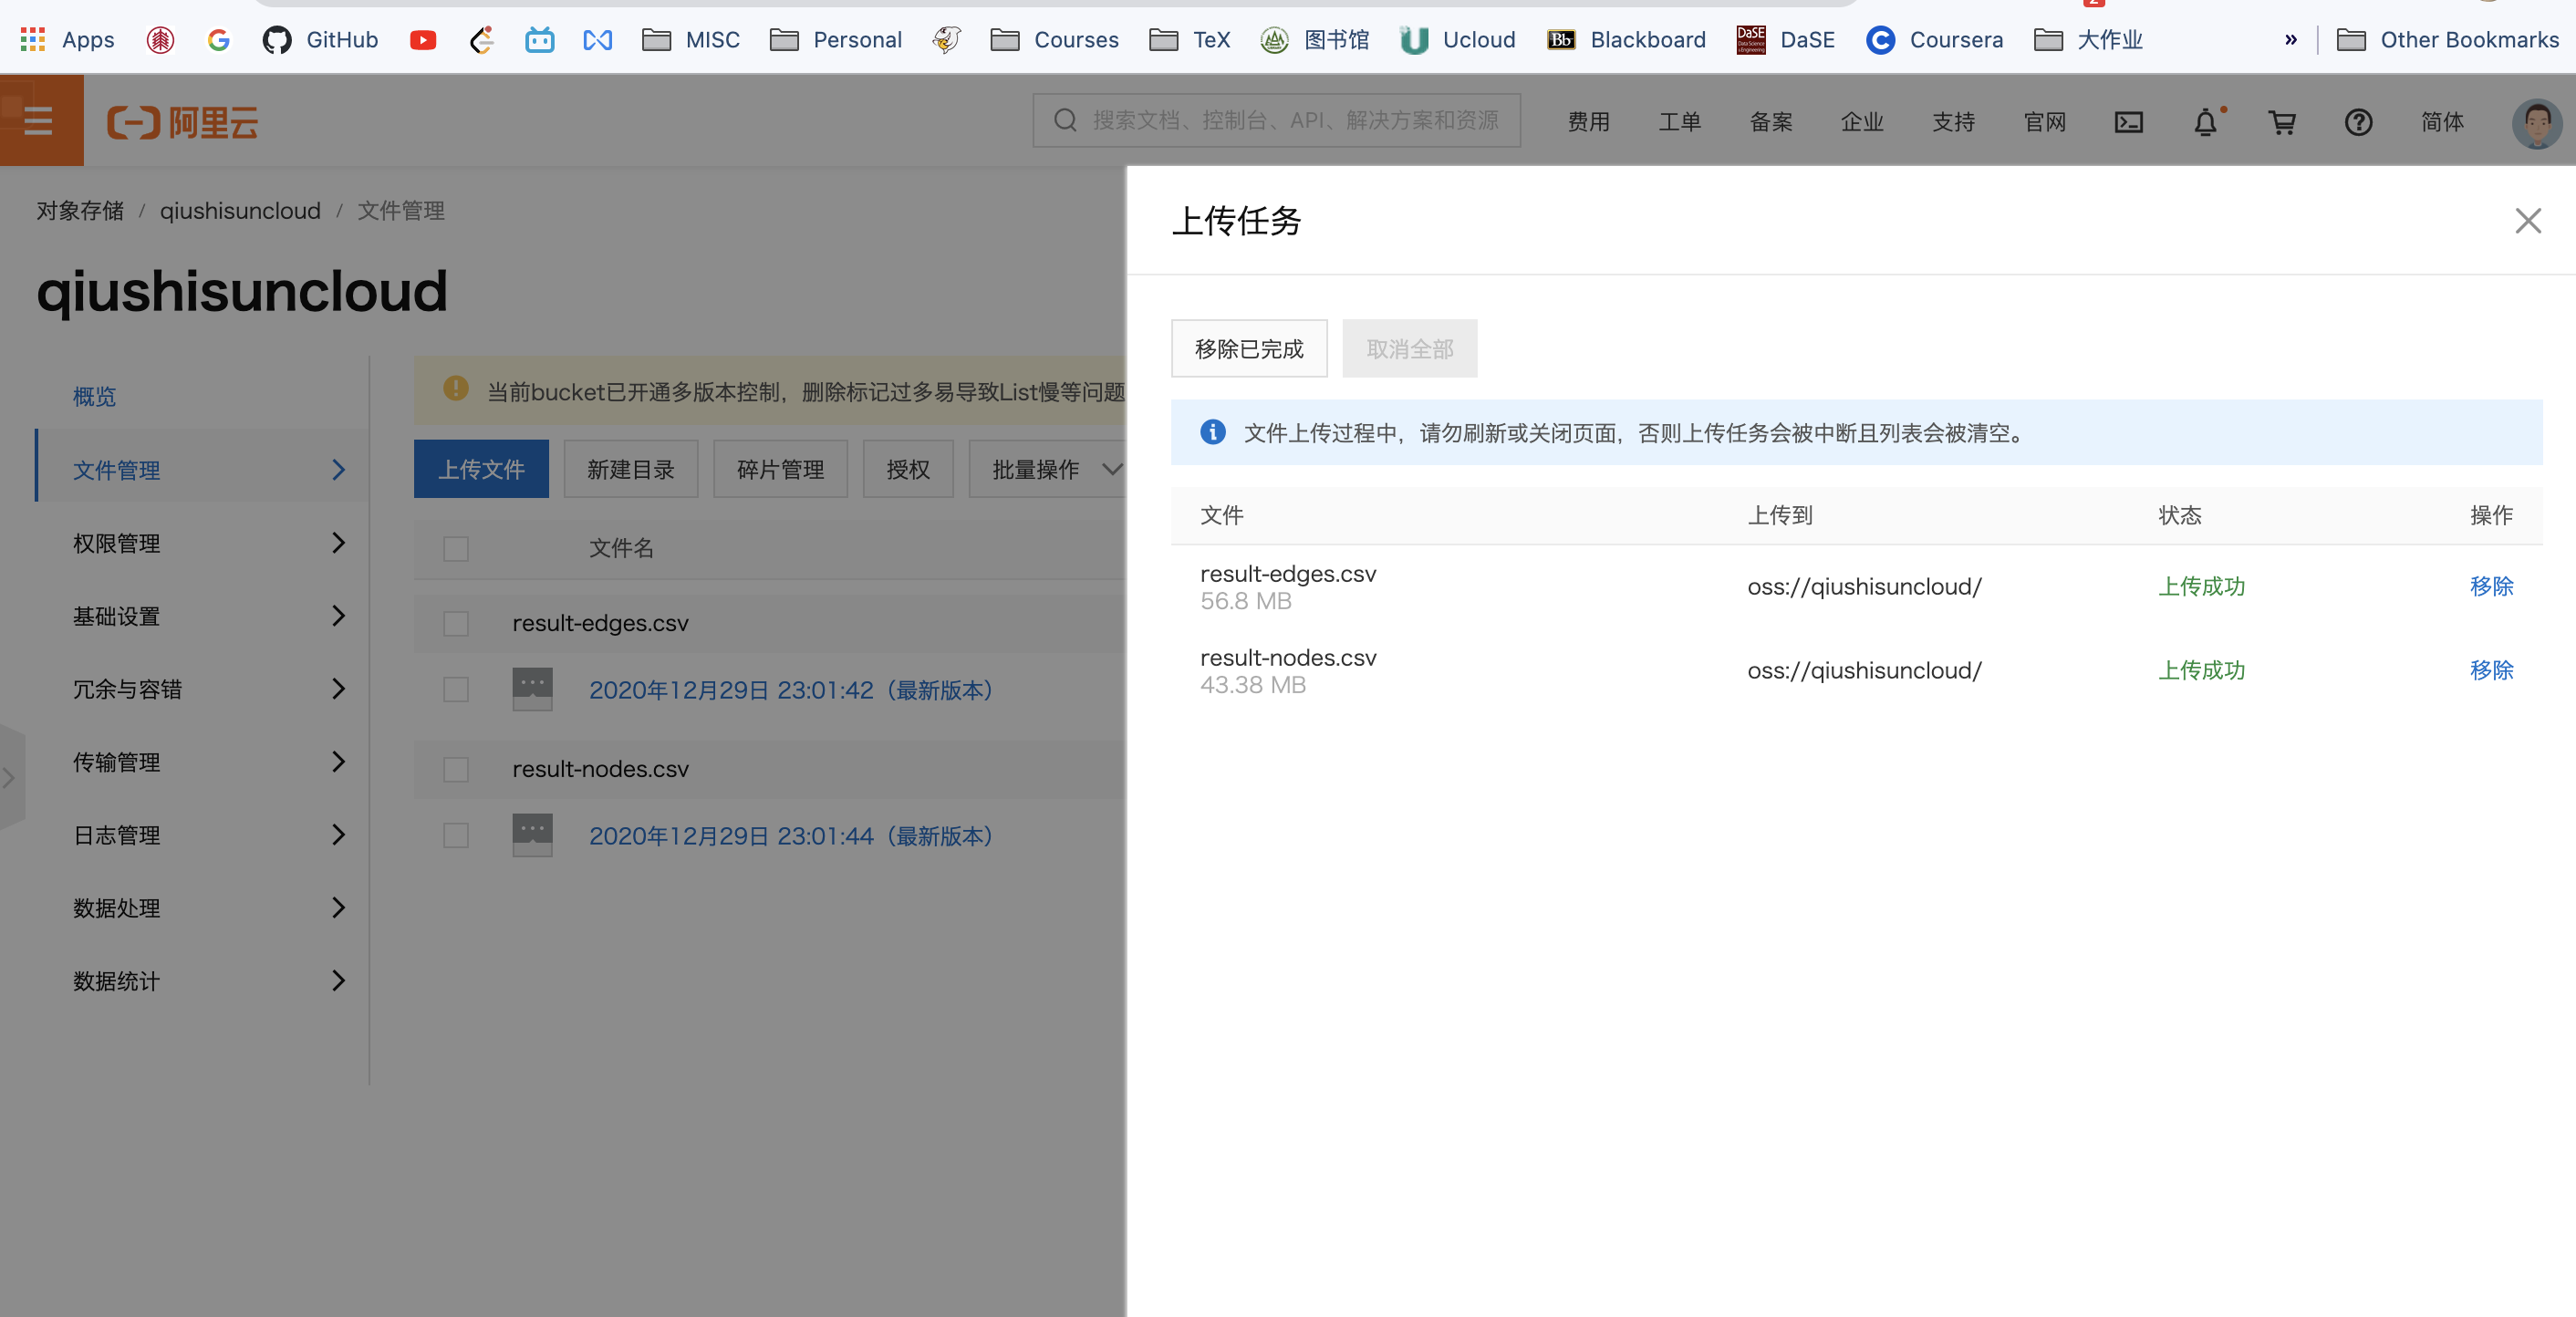 2
Apps GitHub MISC Personal Courses TeX 图书馆 Ucloud Bb Blackboard DaSE DaSE Coursera 大作业 » Other Bookmarks
阿里云 搜索文档、控制台、API、解决方案和资源 费用 工单 备案 企业 支持 官网 简体
对象存储 / qiushisuncloud / 文件管理
qiushisuncloud
概览
文件管理
权限管理
基础设置
冗余与容错
传输管理
日志管理
数据处理
数据统计
当前bucket已开通多版本控制，删除标记过多易导致List慢等问题
上传文件 新建目录 碎片管理 授权 批量操作
文件名
result-edges.csv
2020年12月29日 23:01:42（最新版本）
result-nodes.csv
2020年12月29日 23:01:44（最新版本）
上传任务
移除已完成 取消全部
文件上传过程中，请勿刷新或关闭页面，否则上传任务会被中断且列表会被清空。
文件 上传到 状态 操作
result-edges.csv oss://qiushisuncloud/ 上传成功 移除
56.8 MB
result-nodes.csv oss://qiushisuncloud/ 上传成功 移除
43.38 MB